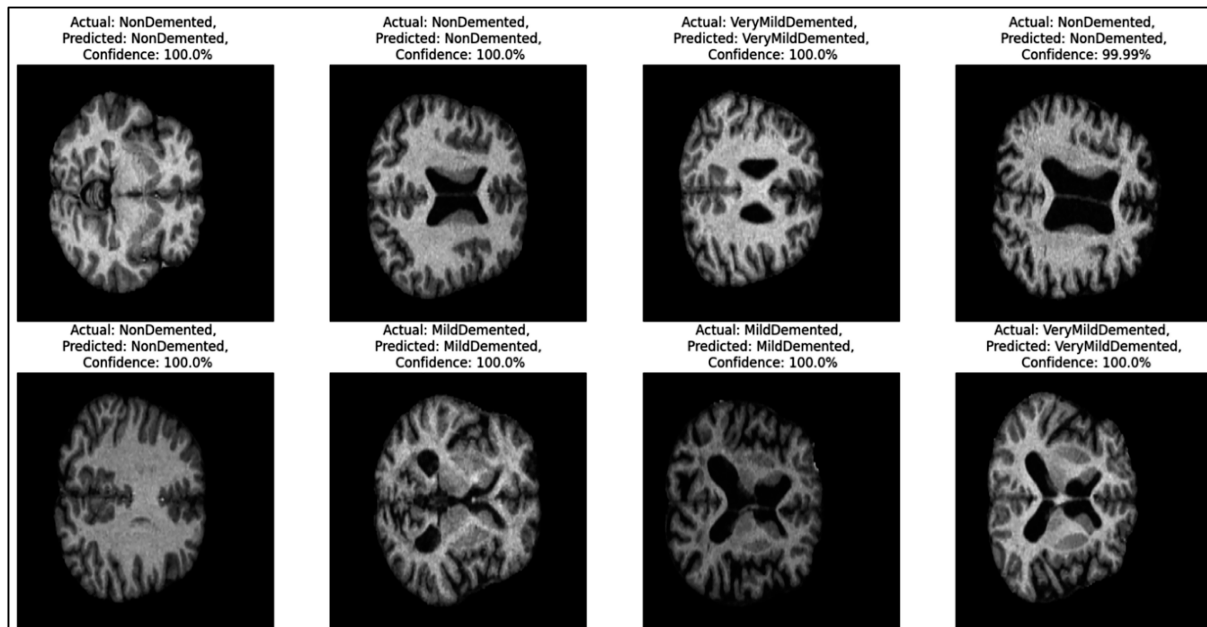 Actual: NonDemented,
Predicted: NonDemented,
Confidence: 100.0%
Actual: NonDemented,
Predicted: NonDemented,
Confidence: 100.0%
Actual: VeryMildDemented,
Predicted: VeryMildDemented,
Confidence: 100.0%
Actual: NonDemented,
Predicted: NonDemented,
Confidence: 99.99%
Actual: NonDemented,
Predicted: NonDemented,
Confidence: 100.0%
Actual: MildDemented,
Predicted: MildDemented,
Confidence: 100.0%
Actual: MildDemented,
Predicted: MildDemented,
Confidence: 100.0%
Actual: VeryMildDemented,
Predicted: VeryMildDemented,
Confidence: 100.0%